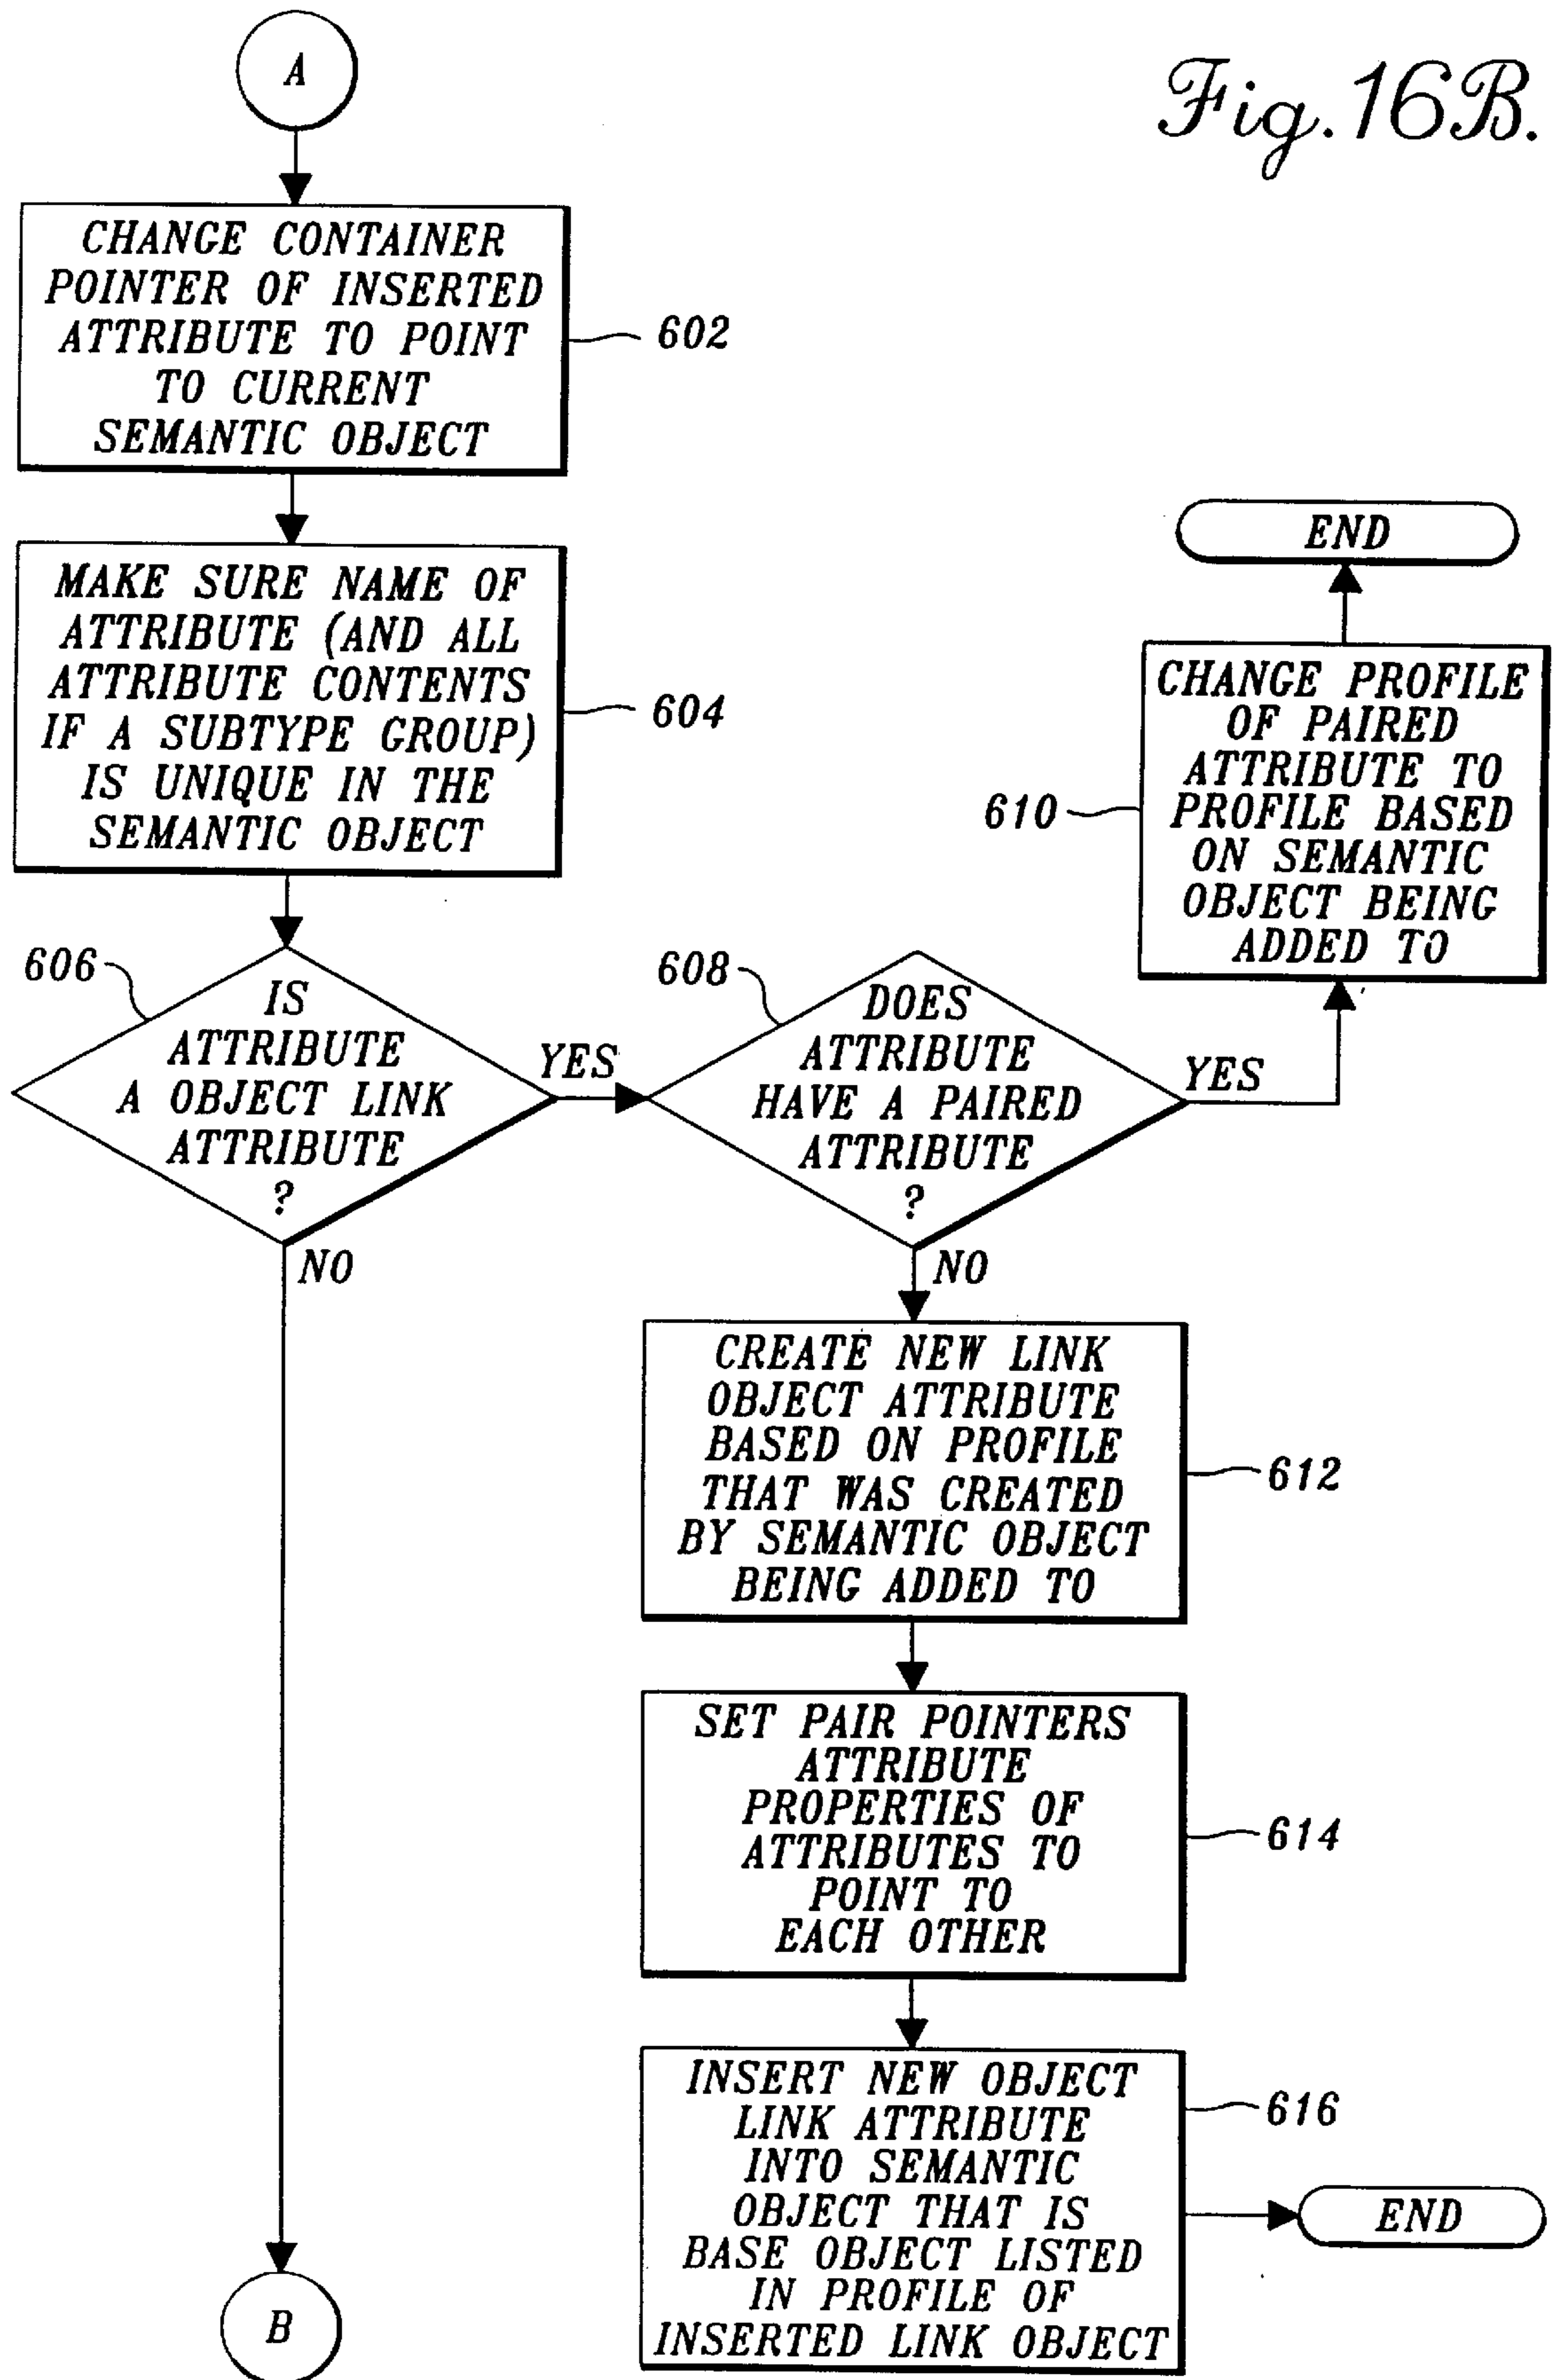 A
Fig. 16B.
CHANGE CONTAINER
POINTER OF INSERTED
ATTRIBUTE TO POINT
TO CURRENT
SEMANTIC OBJECT
602
MAKE SURE NAME OF
ATTRIBUTE (AND ALL
ATTRIBUTE CONTENTS
IF A SUBTYPE GROUP)
IS UNIQUE IN THE
SEMANTIC OBJECT
604
END
CHANGE PROFILE
OF PAIRED
ATTRIBUTE TO
PROFILE BASED
ON SEMANTIC
OBJECT BEING
ADDED TO
610
606
IS
ATTRIBUTE
A OBJECT LINK
ATTRIBUTE
?
YES
NO
608
DOES
ATTRIBUTE
HAVE A PAIRED
ATTRIBUTE
?
YES
NO
CREATE NEW LINK
OBJECT ATTRIBUTE
BASED ON PROFILE
THAT WAS CREATED
BY SEMANTIC OBJECT
BEING ADDED TO
612
SET PAIR POINTERS
ATTRIBUTE
PROPERTIES OF
ATTRIBUTES TO
POINT TO
EACH OTHER
614
INSERT NEW OBJECT
LINK ATTRIBUTE
INTO SEMANTIC
OBJECT THAT IS
BASE OBJECT LISTED
IN PROFILE OF
INSERTED LINK OBJECT
616
END
B